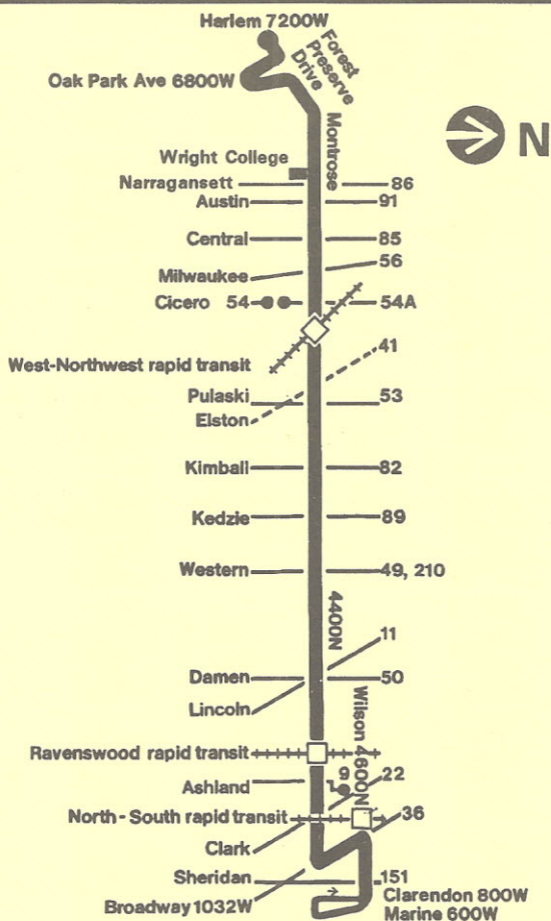 Harlem 7200W
Forest
Preserve
Drive
Oak Park Ave 6800W
N
Montrose
Wright College
Narragansett 86
Austin 91
Central 85
Milwaukee 56
Cicero 54 54A
West-Northwest rapid transit
41
Pulaski 53
Elston
Kimball 82
Kedzie 89
Western 49, 210
4400N
11
Damen 50
Lincoln
Wilson 4600N
Ravenswood rapid transit
Ashland 9 22
North-South rapid transit 36
Clark
Sheridan 151
Clarendon 800W
Broadway 1032W Marine 600W